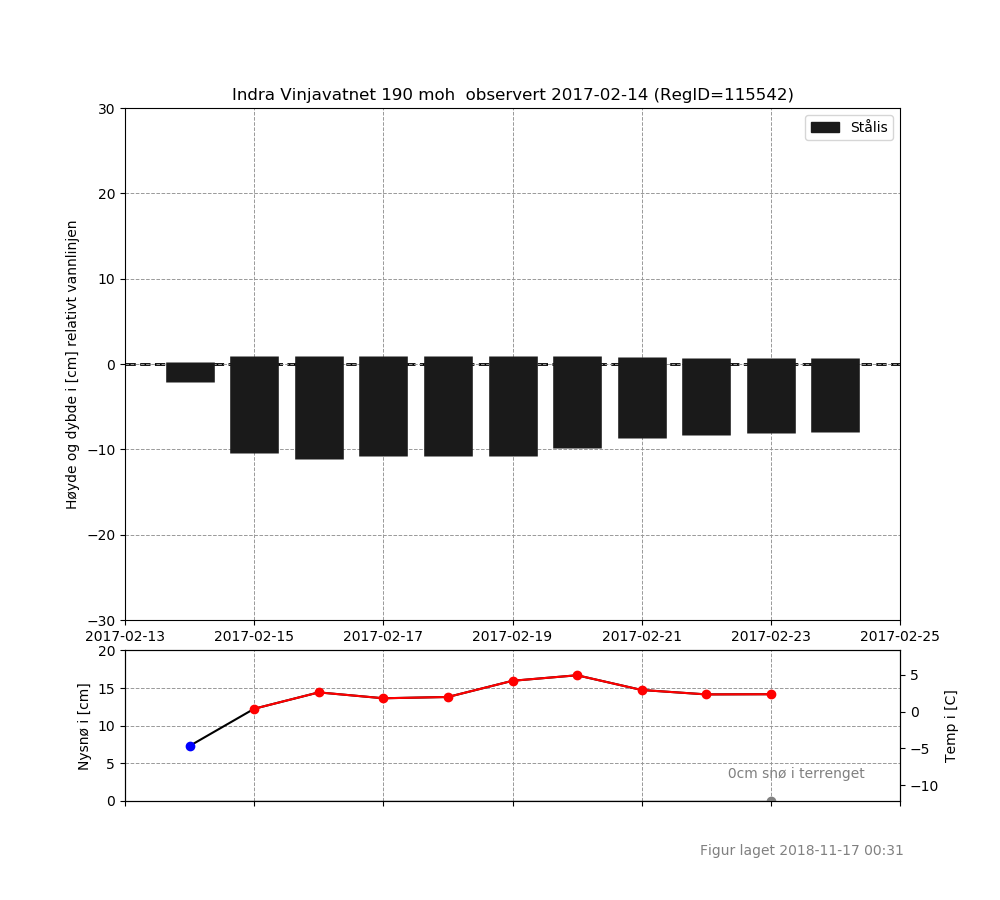 Indra Vinjavatnet 190 moh  observert 2017-02-14 (RegID=115542)
Stålis
Høyde og dybde i [cm] relativt vannlinjen
30
20
10
0
−10
−20
−30
2017-02-13 2017-02-15 2017-02-17 2017-02-19 2017-02-21 2017-02-23 2017-02-25
Nysnø i [cm]
20
15
10
5
0
5
0
−5
−10
Temp i [C]
0cm snø i terrenget
Figur laget 2018-11-17 00:31